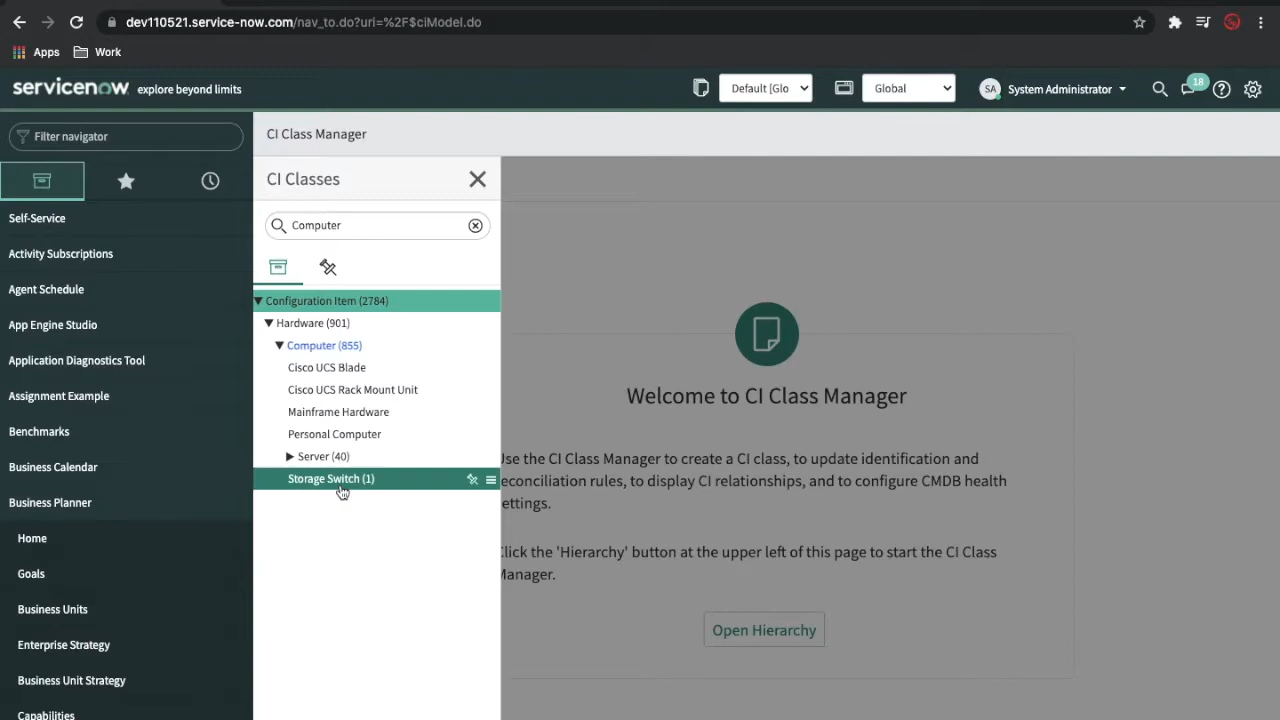 dev110521.service-now.com/nav_to.do?uri=%2F$ciModel.do
Apps Work
servicenow explore beyond limits
Default [Glo Global SA System Administrator 18
Filter navigator
Self-Service
Activity Subscriptions
Agent Schedule
App Engine Studio
Application Diagnostics Tool
Assignment Example
Benchmarks
Business Calendar
Business Planner
Home
Goals
Business Units
Enterprise Strategy
Business Unit Strategy
Capabilities
CI Class Manager
CI Classes
Computer
Configuration Item (2784)
Hardware (901)
Computer (855)
Cisco UCS Blade
Cisco UCS Rack Mount Unit
Mainframe Hardware
Personal Computer
Server (40)
Storage Switch (1)
Welcome to CI Class Manager
Use the CI Class Manager to create a CI class, to update identification and
reconciliation rules, to display CI relationships, and to configure CMDB health
settings.
Click the 'Hierarchy' button at the upper left of this page to start the CI Class
Manager.
Open Hierarchy